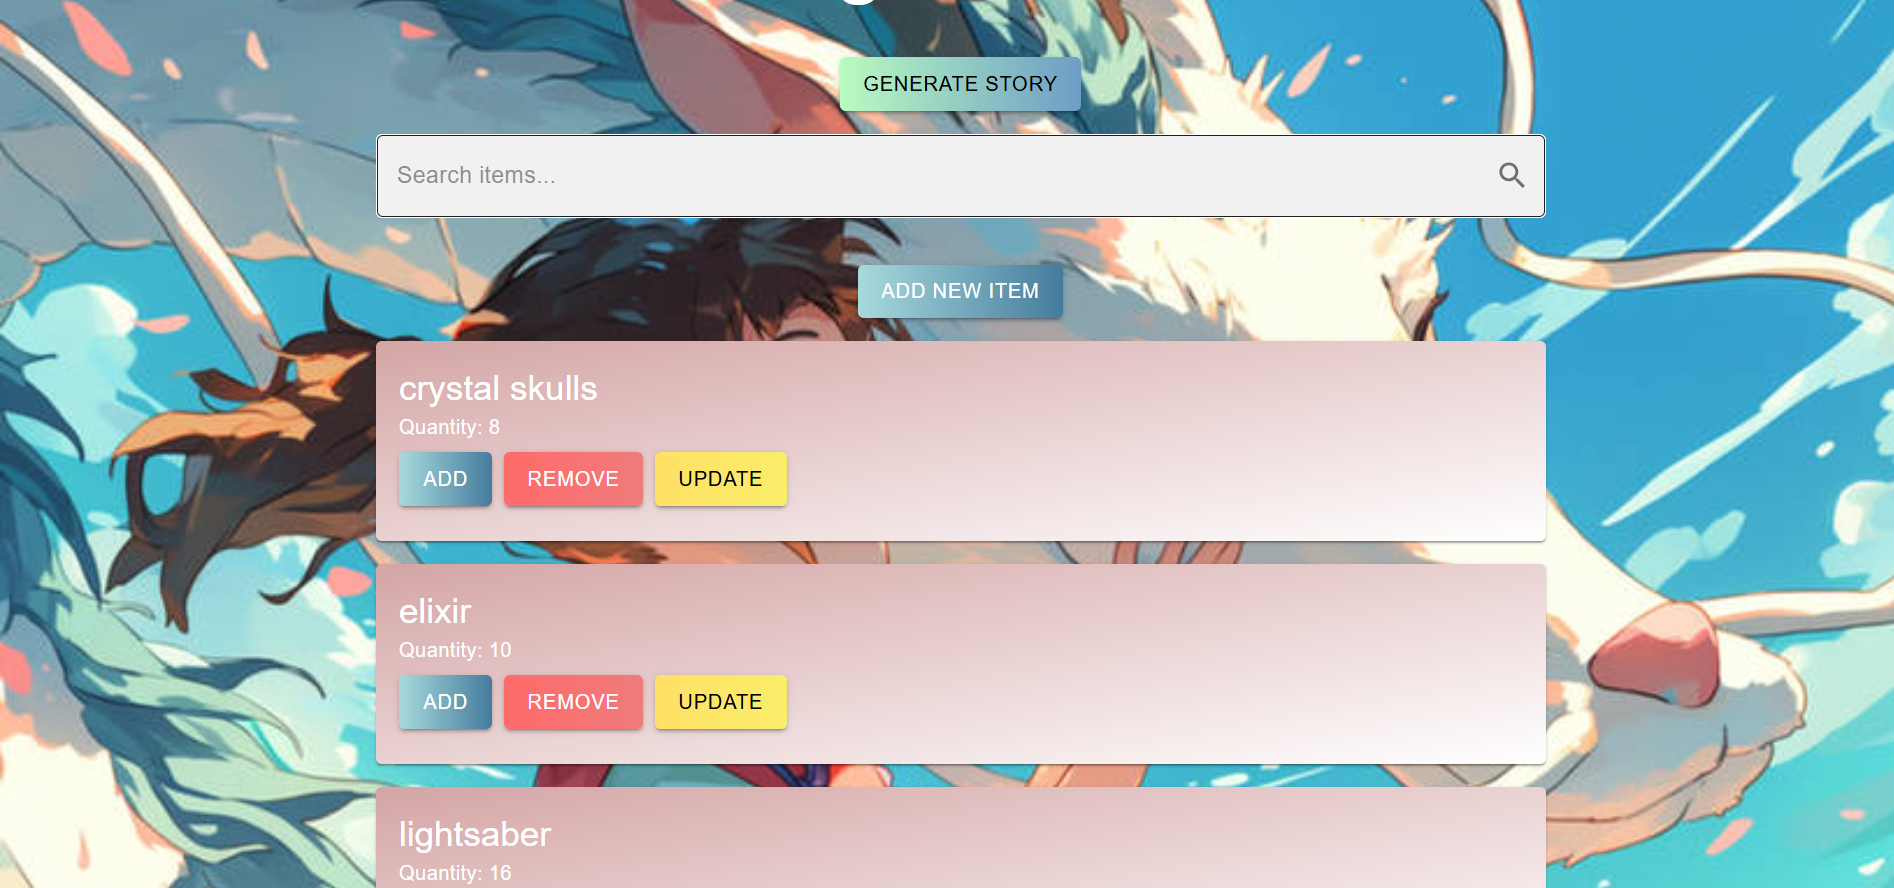 GENERATE STORY
Search items...
ADD NEW ITEM
crystal skulls
Quantity: 8
ADD REMOVE UPDATE
elixir
Quantity: 10
ADD REMOVE UPDATE
lightsaber
Quantity: 16